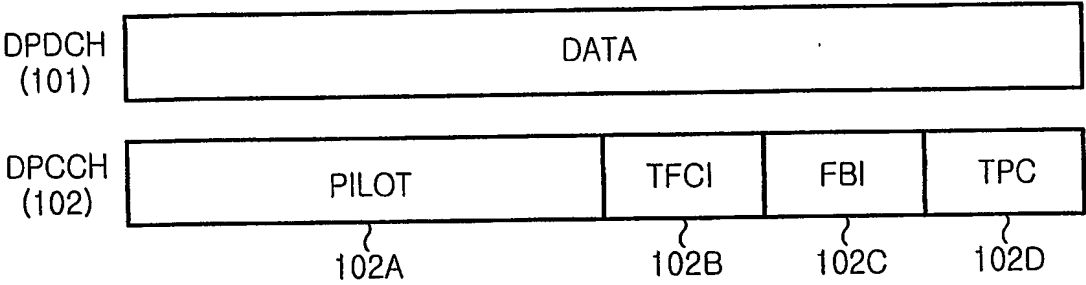 DPDCH DATA
(101)
DPCCH PILOT TFCI FBI TPC
(102)
102A 102B 102C 102D